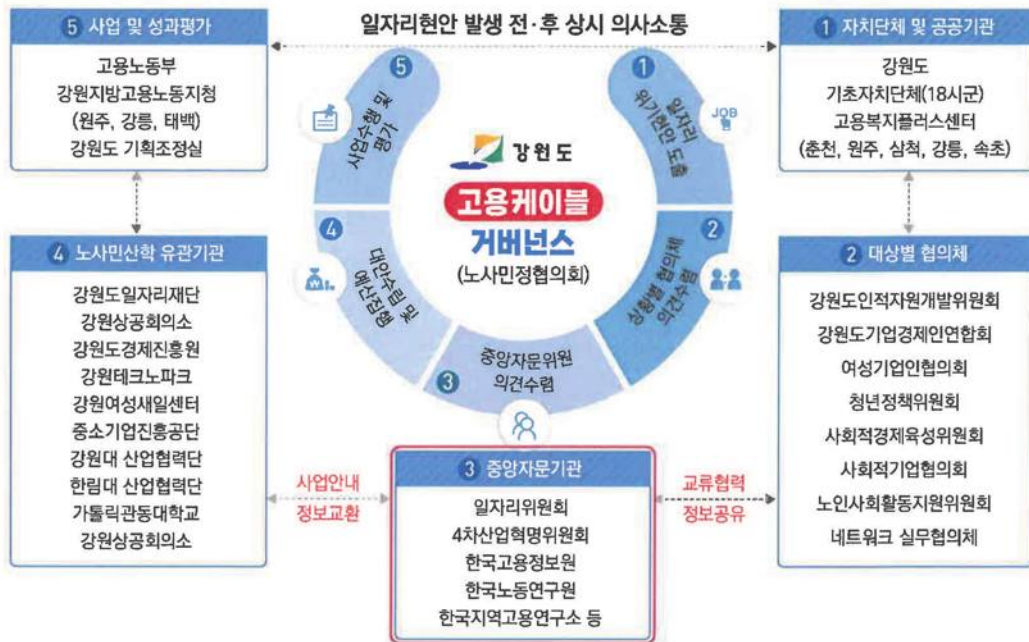 일자리현안 발생 전·후 상시 의사소통
5 사업 및 성과평가
고용노동부
강원지방고용노동지청
(원주, 강릉, 태백)
강원도 기획조정실
1 자치단체 및 공공기관
강원도
기초자치단체(18시군)
고용복지플러스센터
(춘천, 원주, 삼척, 강릉, 속초)
5
사업수행 및
평가
1
일자리
위기현안 도출
JOB
강원도
고용케이블
거버넌스
(노사민정협의회)
4
대안수립 및
예산집행
2
상황별 협의체
의견수렴
3
중앙자문위원
의견수렴
4 노사민산학 유관기관
강원도일자리재단
강원상공회의소
강원도경제진흥원
강원테크노파크
강원여성새일센터
중소기업진흥공단
강원대 산업협력단
한림대 산업협력단
가톨릭관동대학교
강원상공회의소
2 대상별 협의체
강원도인적자원개발위원회
강원도기업경제인연합회
여성기업인협의회
청년정책위원회
사회적경제육성위원회
사회적기업협의회
노인사회활동지원위원회
네트워크 실무협의체
사업안내
정보교환
3 중앙자문기관
일자리위원회
4차산업혁명위원회
한국고용정보원
한국노동연구원
한국지역고용연구소 등
교류협력
정보공유